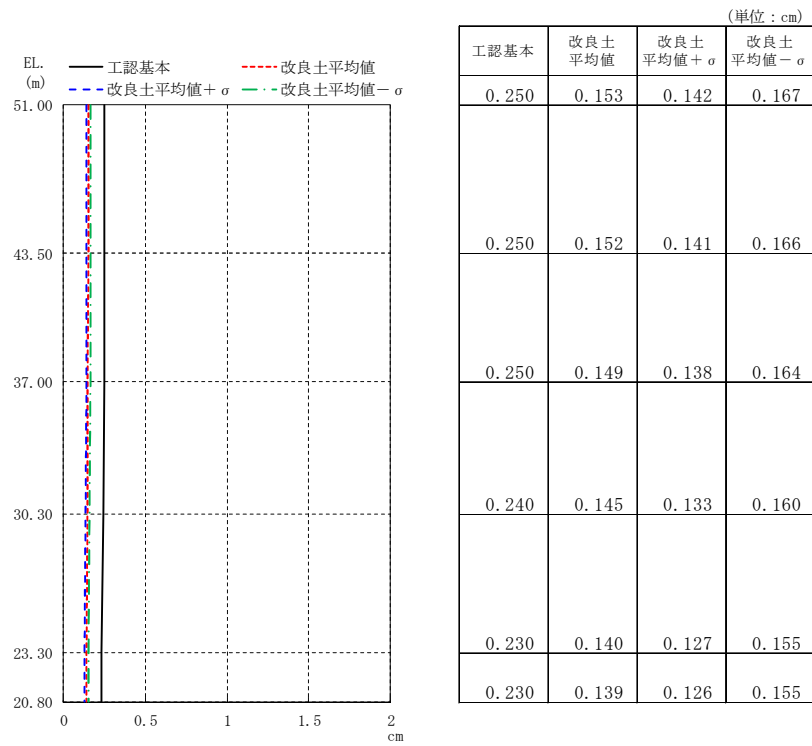 (単位：cm)
EL.
(m)
工認基本
改良土平均値
改良土平均値＋σ
改良土平均値－σ
51.00
43.50
37.00
30.30
23.30
20.80
0 0.5 1 1.5 2
cm
工認基本 改良土平均値 改良土平均値＋σ 改良土平均値－σ
0.250 0.153 0.142 0.167
0.250 0.152 0.141 0.166
0.250 0.149 0.138 0.164
0.240 0.145 0.133 0.160
0.230 0.140 0.127 0.155
0.230 0.139 0.126 0.155